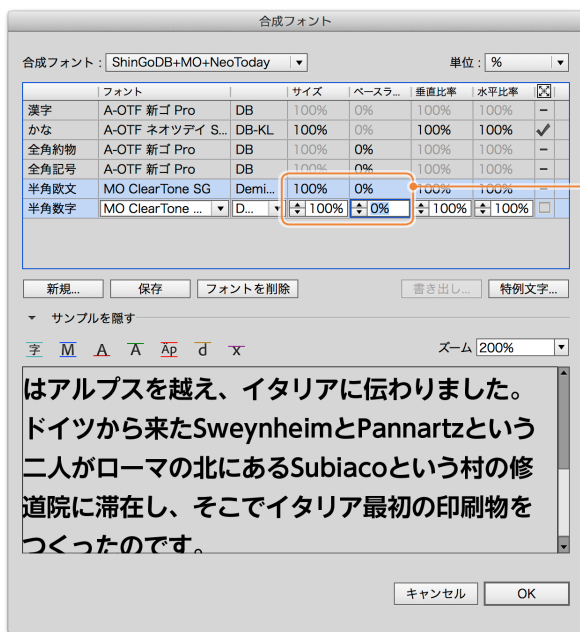 合成フォント
合成フォント: ShinGoDB+MO+NeoToday 単位: %
フォント サイズ ベースラ... 垂直比率 水平比率
漢字 A-OTF 新ゴ Pro DB 100% 0% 100% 100% −
かな A-OTF ネオツデイ S... DB-KL 100% 0% 100% 100% ✓
全角約物 A-OTF 新ゴ Pro DB 100% 0% 100% 100% −
全角記号 A-OTF 新ゴ Pro DB 100% 0% 100% 100% −
半角欧文 MO ClearTone SG Demi... 100% 0% 100% 100% −
半角数字 MO ClearTone ... D... 100% 0% 100% 100%
新規... 保存 フォントを削除 書き出し... 特例文字...
サンプルを隠す
字 M A A Ap d x ズーム 200%
はアルプスを越え、イタリアに伝わりました。
ドイツから来たSweynheimとPannartzという
二人がローマの北にあるSubiacoという村の修
道院に滞在し、そこでイタリア最初の印刷物を
つくったのです。
キャンセル OK